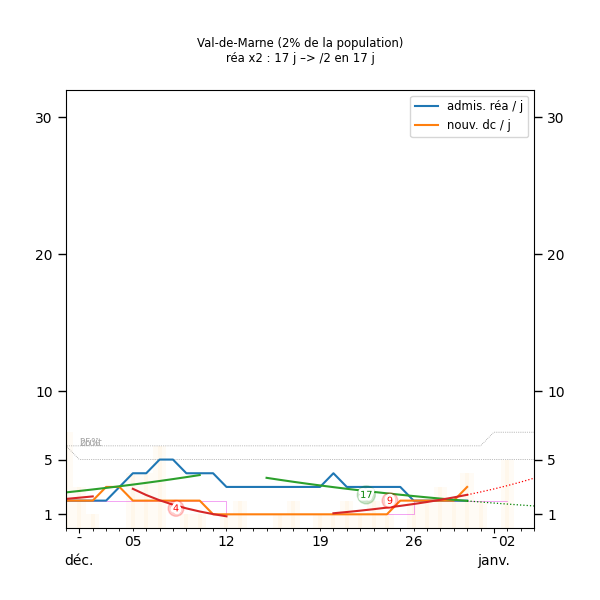 Val-de-Marne (2% de la population)
réa x2 : 17 j –> /2 en 17 j
admis. réa / j
nouv. dc / j
30
30
20
20
10
10
5
5
1
1
4
17
9
- 05 12 19 26 - 02
déc. janv.